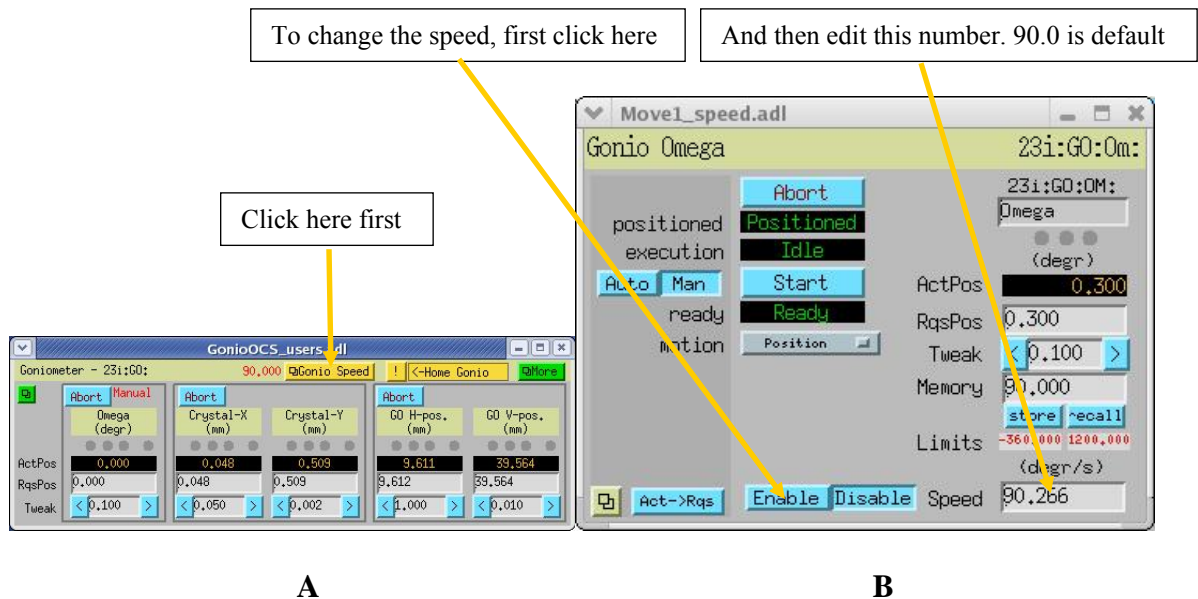 To change the speed, first click here
And then edit this number. 90.0 is default
Click here first
Move1_speed.adl
Gonio Omega 23i:GO:Om:
Abort 23i:GO:OM:
positioned Positioned Omega
execution Idle (degr)
Auto Man Start ActPos 0.300
ready Ready RqsPos 0.300
motion Position Tweak < 0.100 >
Memory 90.000
store recall
Limits -360.000 1200.000
(degr/s)
Act->Rqs Enable Disable Speed 90.266
GonioOCS_users.adl
Goniometer - 23i:GO: 90.000 Gonio Speed ! <-Home Gonio More
Abort Manual Abort Abort
Omega Crystal-X Crystal-Y GO H-pos. GO V-pos.
(degr) (mm) (mm) (mm) (mm)
ActPos 0.000 0.048 0.509 9.611 39.564
RqsPos 0.000 0.048 0.509 9.612 39.564
Tweak < 0.100 > < 0.050 > < 0.002 > < 1.000 > < 0.010 >
A B